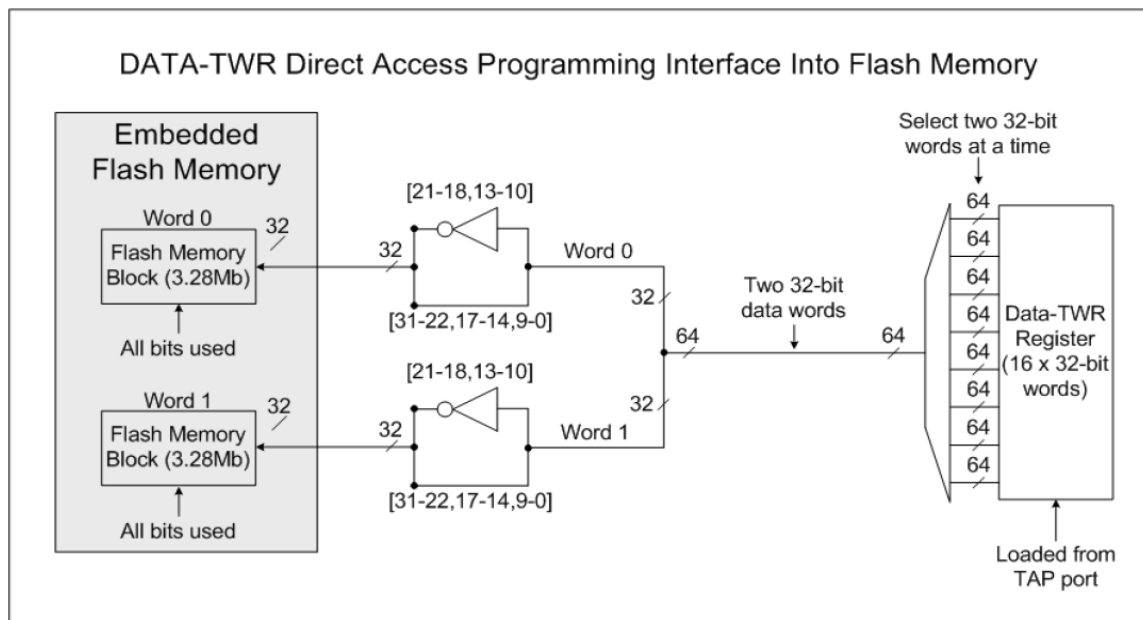 DATA-TWR Direct Access Programming Interface Into Flash Memory
Embedded
Flash Memory
Word 0
32
Flash Memory
Block (3.28Mb)
All bits used
Word 1
32
Flash Memory
Block (3.28Mb)
All bits used
[21-18,13-10]
32
[31-22,17-14,9-0]
[21-18,13-10]
32
[31-22,17-14,9-0]
Word 0
32
64
32
Word 1
Two 32-bit
data words
64
Select two 32-bit
words at a time
64
64
64
64
64
64
64
64
Data-TWR
Register
(16 x 32-bit
words)
Loaded from
TAP port